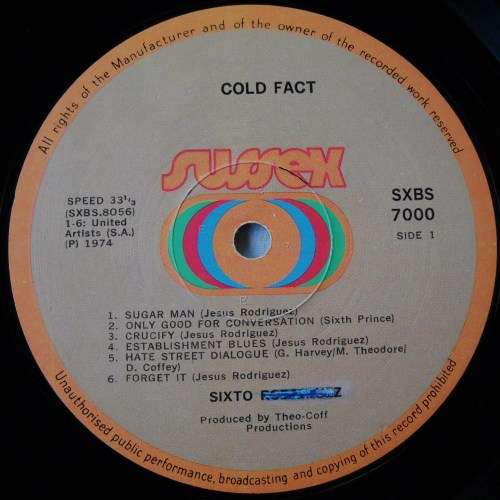 All rights of the Manufacturer and of the owner of the recorded work reserved
COLD FACT
sussex
SPEED 33 1/3
(SXBS.8056)
1-6: United
Artists (S.A.)
(P) 1974
SXBS
7000
SIDE 1
1. SUGAR MAN (Jesus Rodriguez)
2. ONLY GOOD FOR CONVERSATION (Sixth Prince)
3. CRUCIFY (Jesus Rodriguez)
4. ESTABLISHMENT BLUES (Jesus Rodriguez)
5. HATE STREET DIALOGUE (G. Harvey/M. Theodore/
D. Coffey)
6. FORGET IT (Jesus Rodriguez)
SIXTO
Produced by Theo-Coff
Productions
Unauthorised public performance, broadcasting and copying of this record prohibited